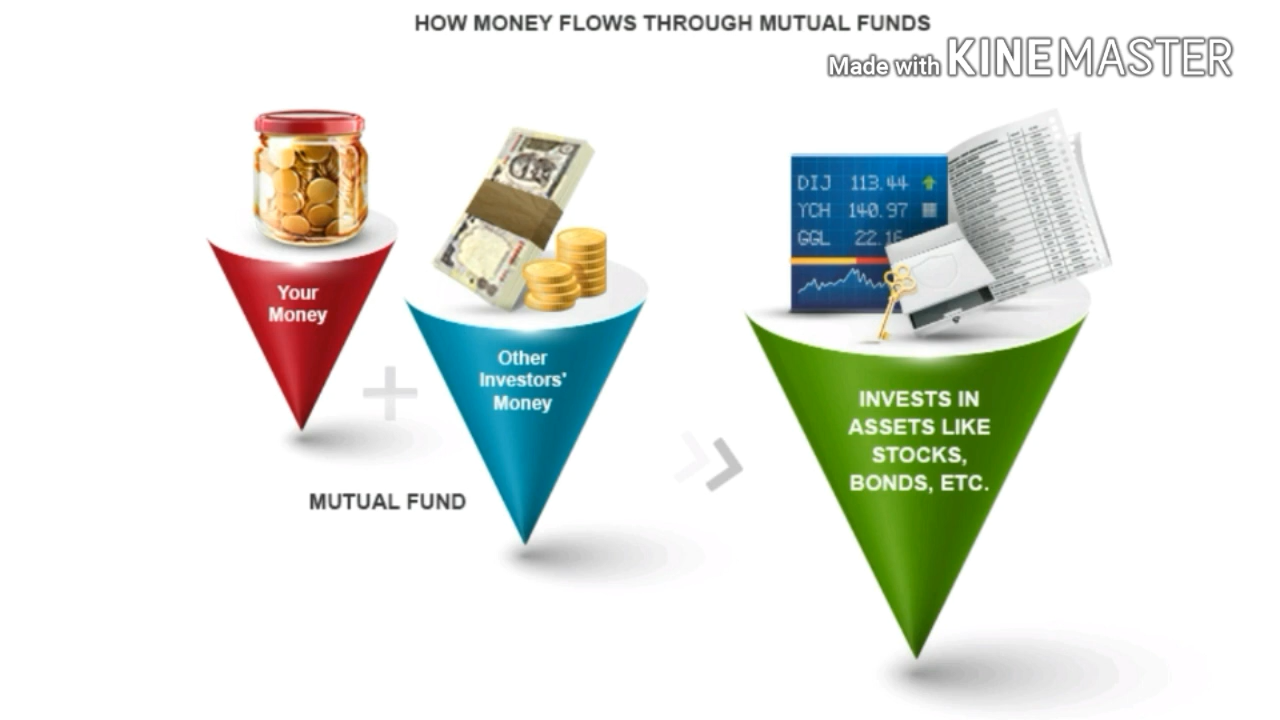 HOW MONEY FLOWS THROUGH MUTUAL FUNDS
Made with KINEMASTER
Your
Money
Other
Investors'
Money
MUTUAL FUND
DIJ 113.44
YCH 140.97
GGL 22.16
INVESTS IN
ASSETS LIKE
STOCKS,
BONDS, ETC.